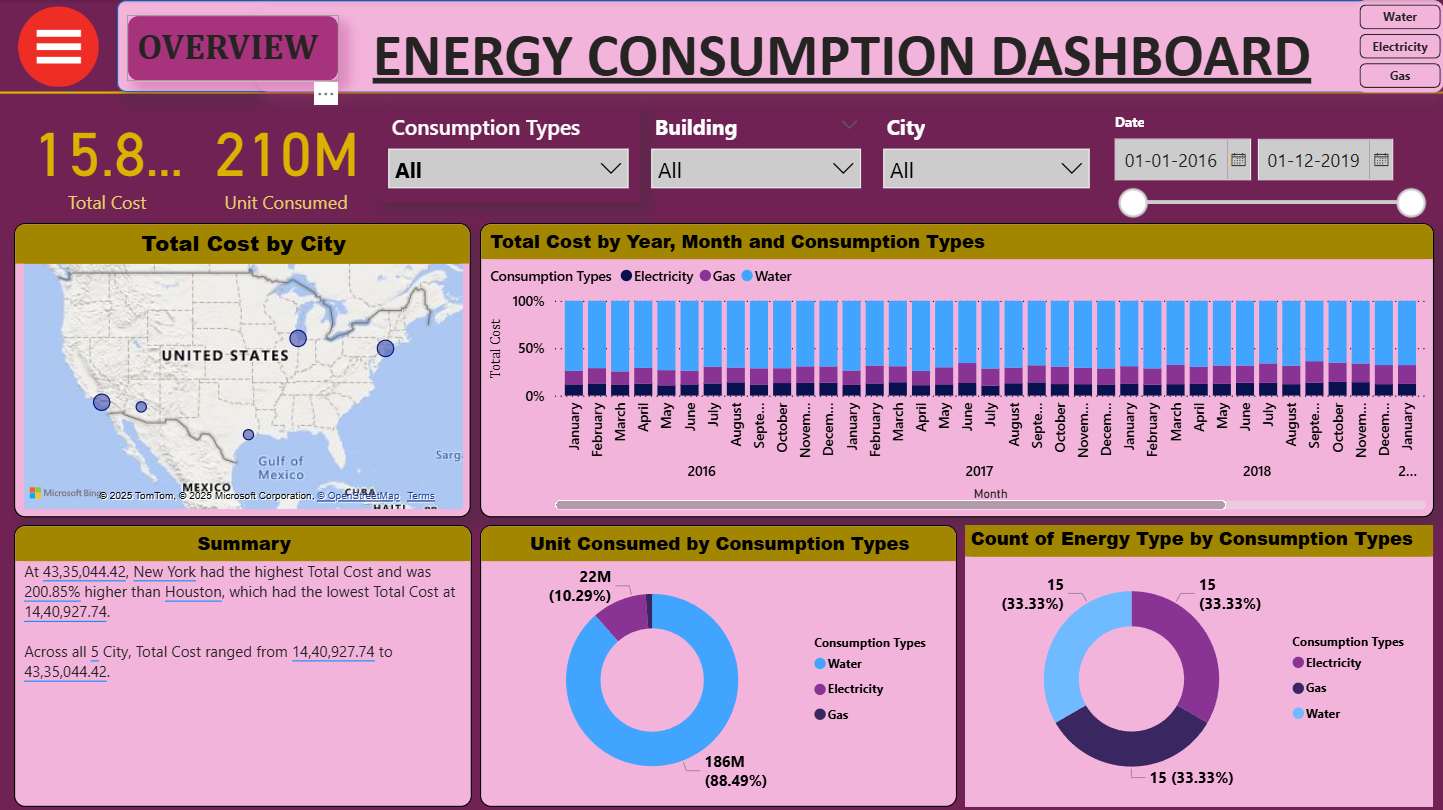 OVERVIEW
ENERGY CONSUMPTION DASHBOARD
Water
Electricity
Gas
15.8...
Total Cost
210M
Unit Consumed
Consumption Types
All
Building
All
City
All
Date
01-01-2016
01-12-2019
Total Cost by City
UNITED STATES
Gulf of
Mexico
MEXICO
CUBA
HAITI
Sarg
Microsoft Bing
© 2025 TomTom, © 2025 Microsoft Corporation, © OpenStreetMap Terms
Total Cost by Year, Month and Consumption Types
Consumption Types Electricity Gas Water
Total Cost
100%
50%
0%
January
February
March
April
May
June
July
August
Septe...
October
Novem...
Decem...
January
February
March
April
May
June
July
August
Septe...
October
Novem...
Decem...
January
February
March
April
May
June
July
August
Septe...
October
Novem...
Decem...
January
2016
2017
2018
2...
Month
Summary
At 43,35,044.42, New York had the highest Total Cost and was
200.85% higher than Houston, which had the lowest Total Cost at
14,40,927.74.
Across all 5 City, Total Cost ranged from 14,40,927.74 to
43,35,044.42.
Unit Consumed by Consumption Types
22M
(10.29%)
186M
(88.49%)
Consumption Types
Water
Electricity
Gas
Count of Energy Type by Consumption Types
15
(33.33%)
15
(33.33%)
15 (33.33%)
Consumption Types
Electricity
Gas
Water